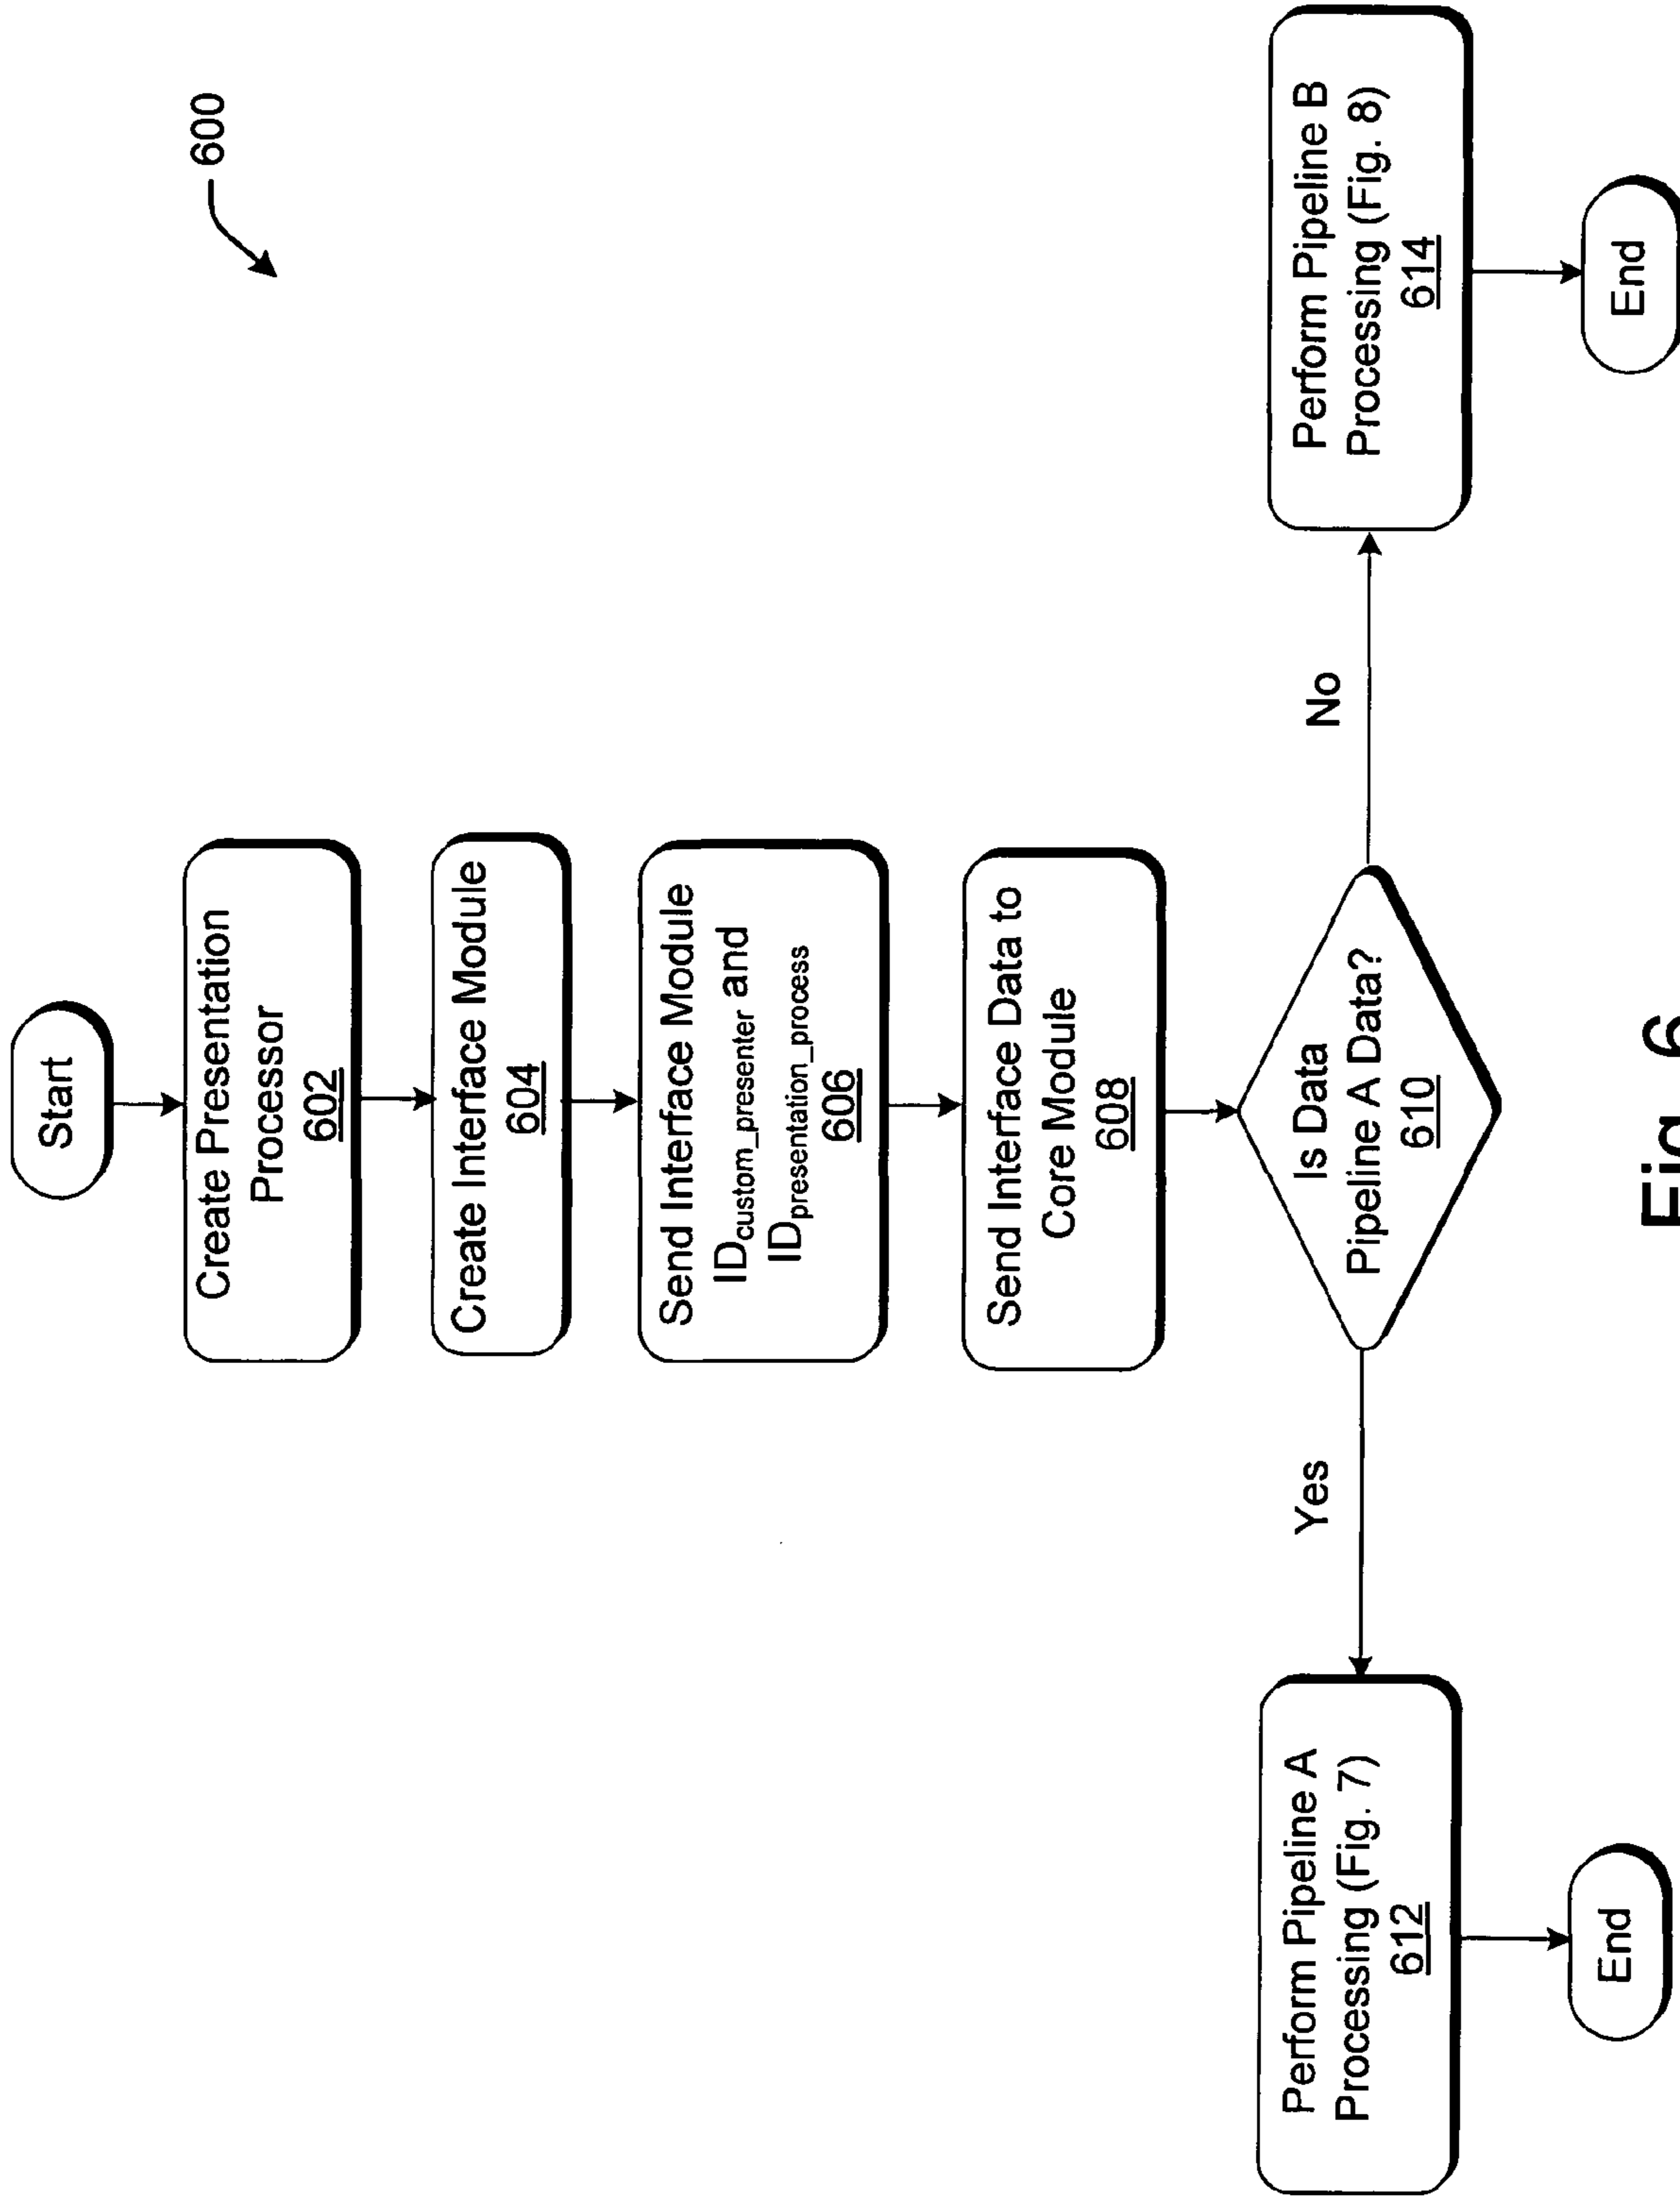 600
Start
Create Presentation
Processor
602
Create Interface Module
604
Send Interface Module
IDcustom_presenter and
IDpresentation_process
606
Send Interface Data to
Core Module
608
Is Data
Pipeline A Data?
610
Yes
No
Perform Pipeline A
Processing (Fig. 7)
612
End
Perform Pipeline B
Processing (Fig. 8)
614
End
Fig. 6